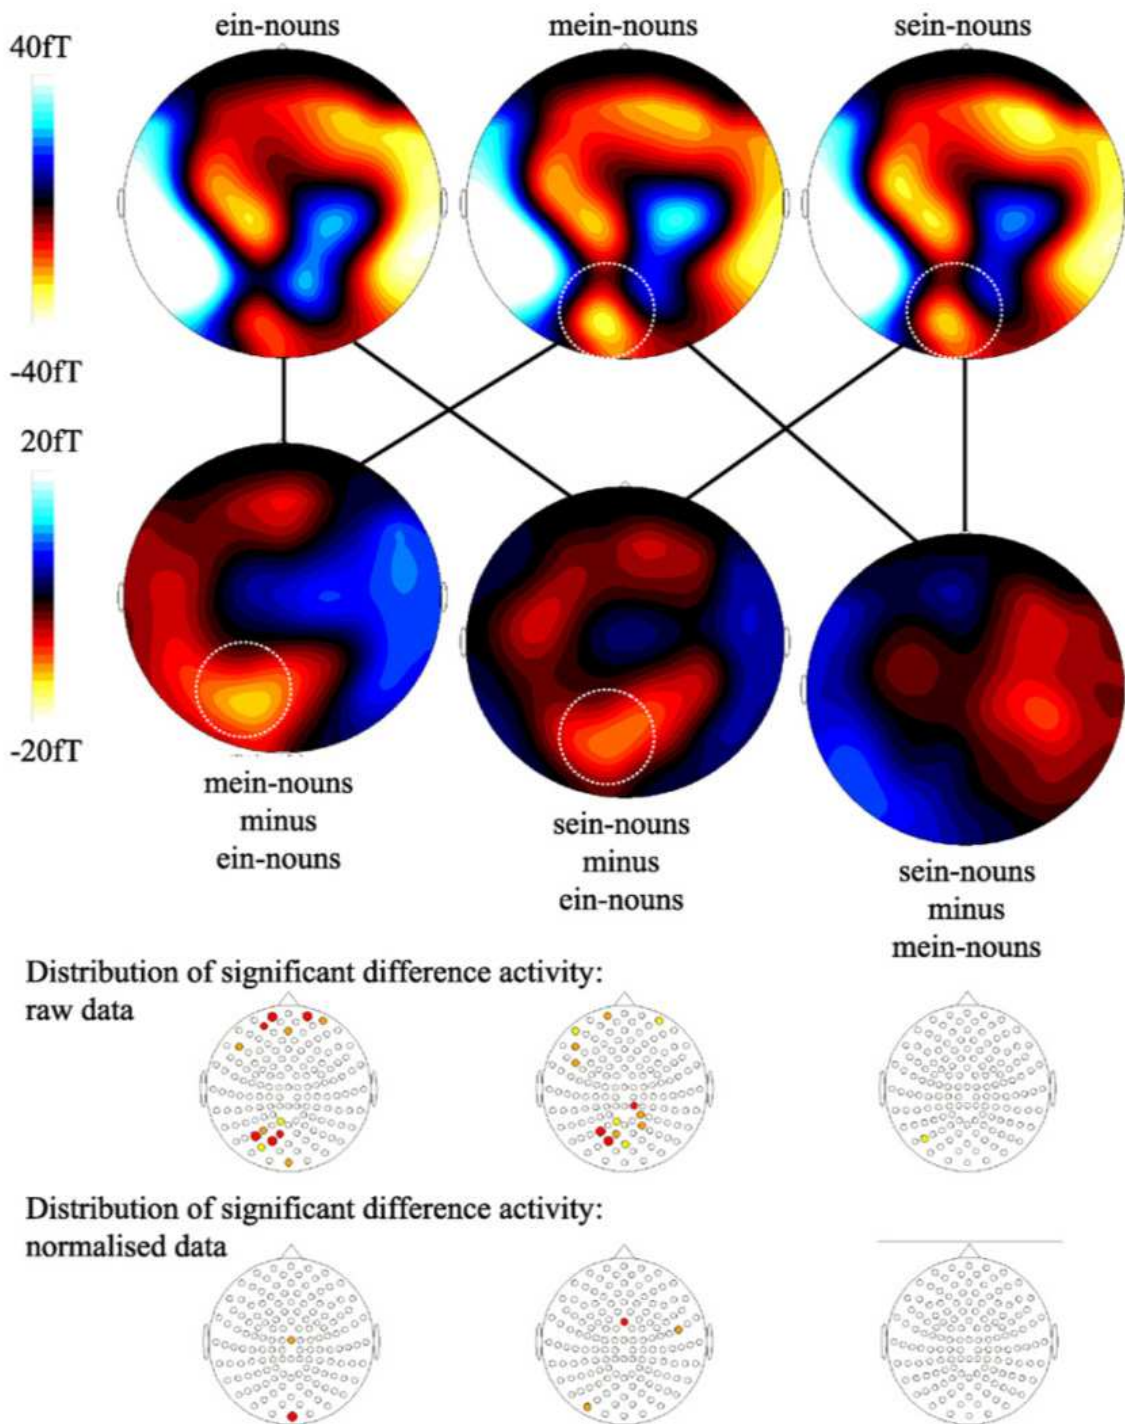 ein-nouns
mein-nouns
sein-nouns
40fT
-40fT
20fT
-20fT
mein-nouns
minus
ein-nouns
sein-nouns
minus
ein-nouns
sein-nouns
minus
mein-nouns
Distribution of significant difference activity:
raw data
Distribution of significant difference activity:
normalised data